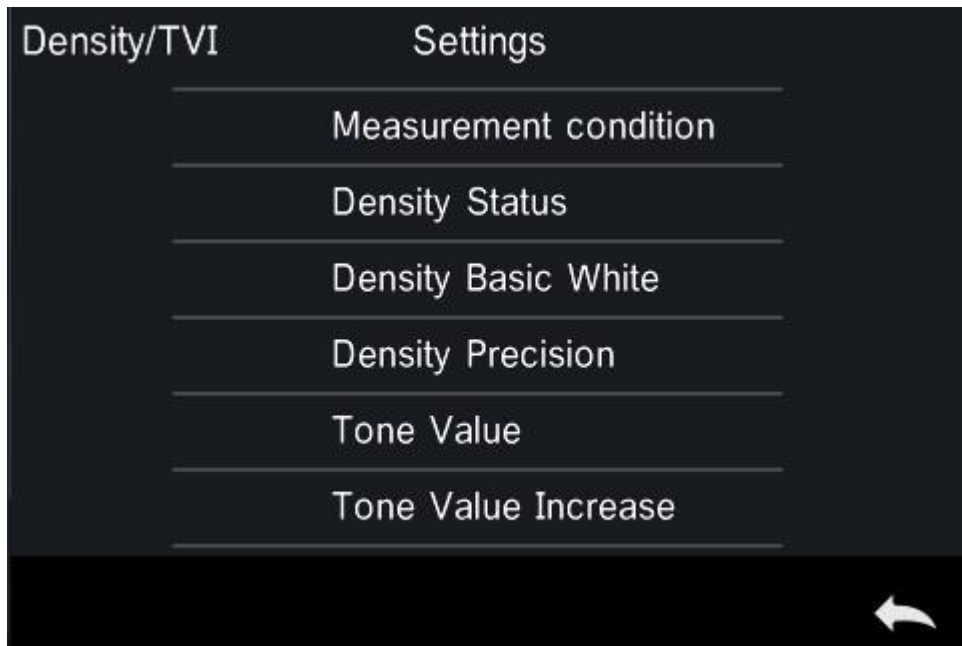 Density/TVI Settings
Measurement condition
Density Status
Density Basic White
Density Precision
Tone Value
Tone Value Increase